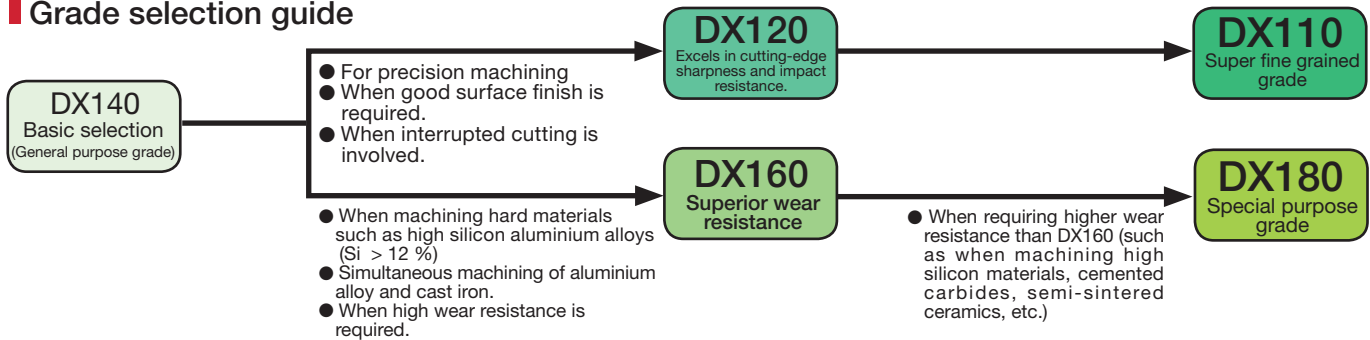 Grade selection guide
DX140
Basic selection
(General purpose grade)
● For precision machining
● When good surface finish is
required.
● When interrupted cutting is
involved.
DX120
Excels in cutting-edge
sharpness and impact
resistance.
DX110
Super fine grained
grade
● When machining hard materials
such as high silicon aluminium alloys
(Si > 12 %)
● Simultaneous machining of aluminium
alloy and cast iron.
● When high wear resistance is
required.
DX160
Superior wear
resistance
● When requiring higher wear
resistance than DX160 (such
as when machining high
silicon materials, cemented
carbides, semi-sintered
ceramics, etc.)
DX180
Special purpose
grade